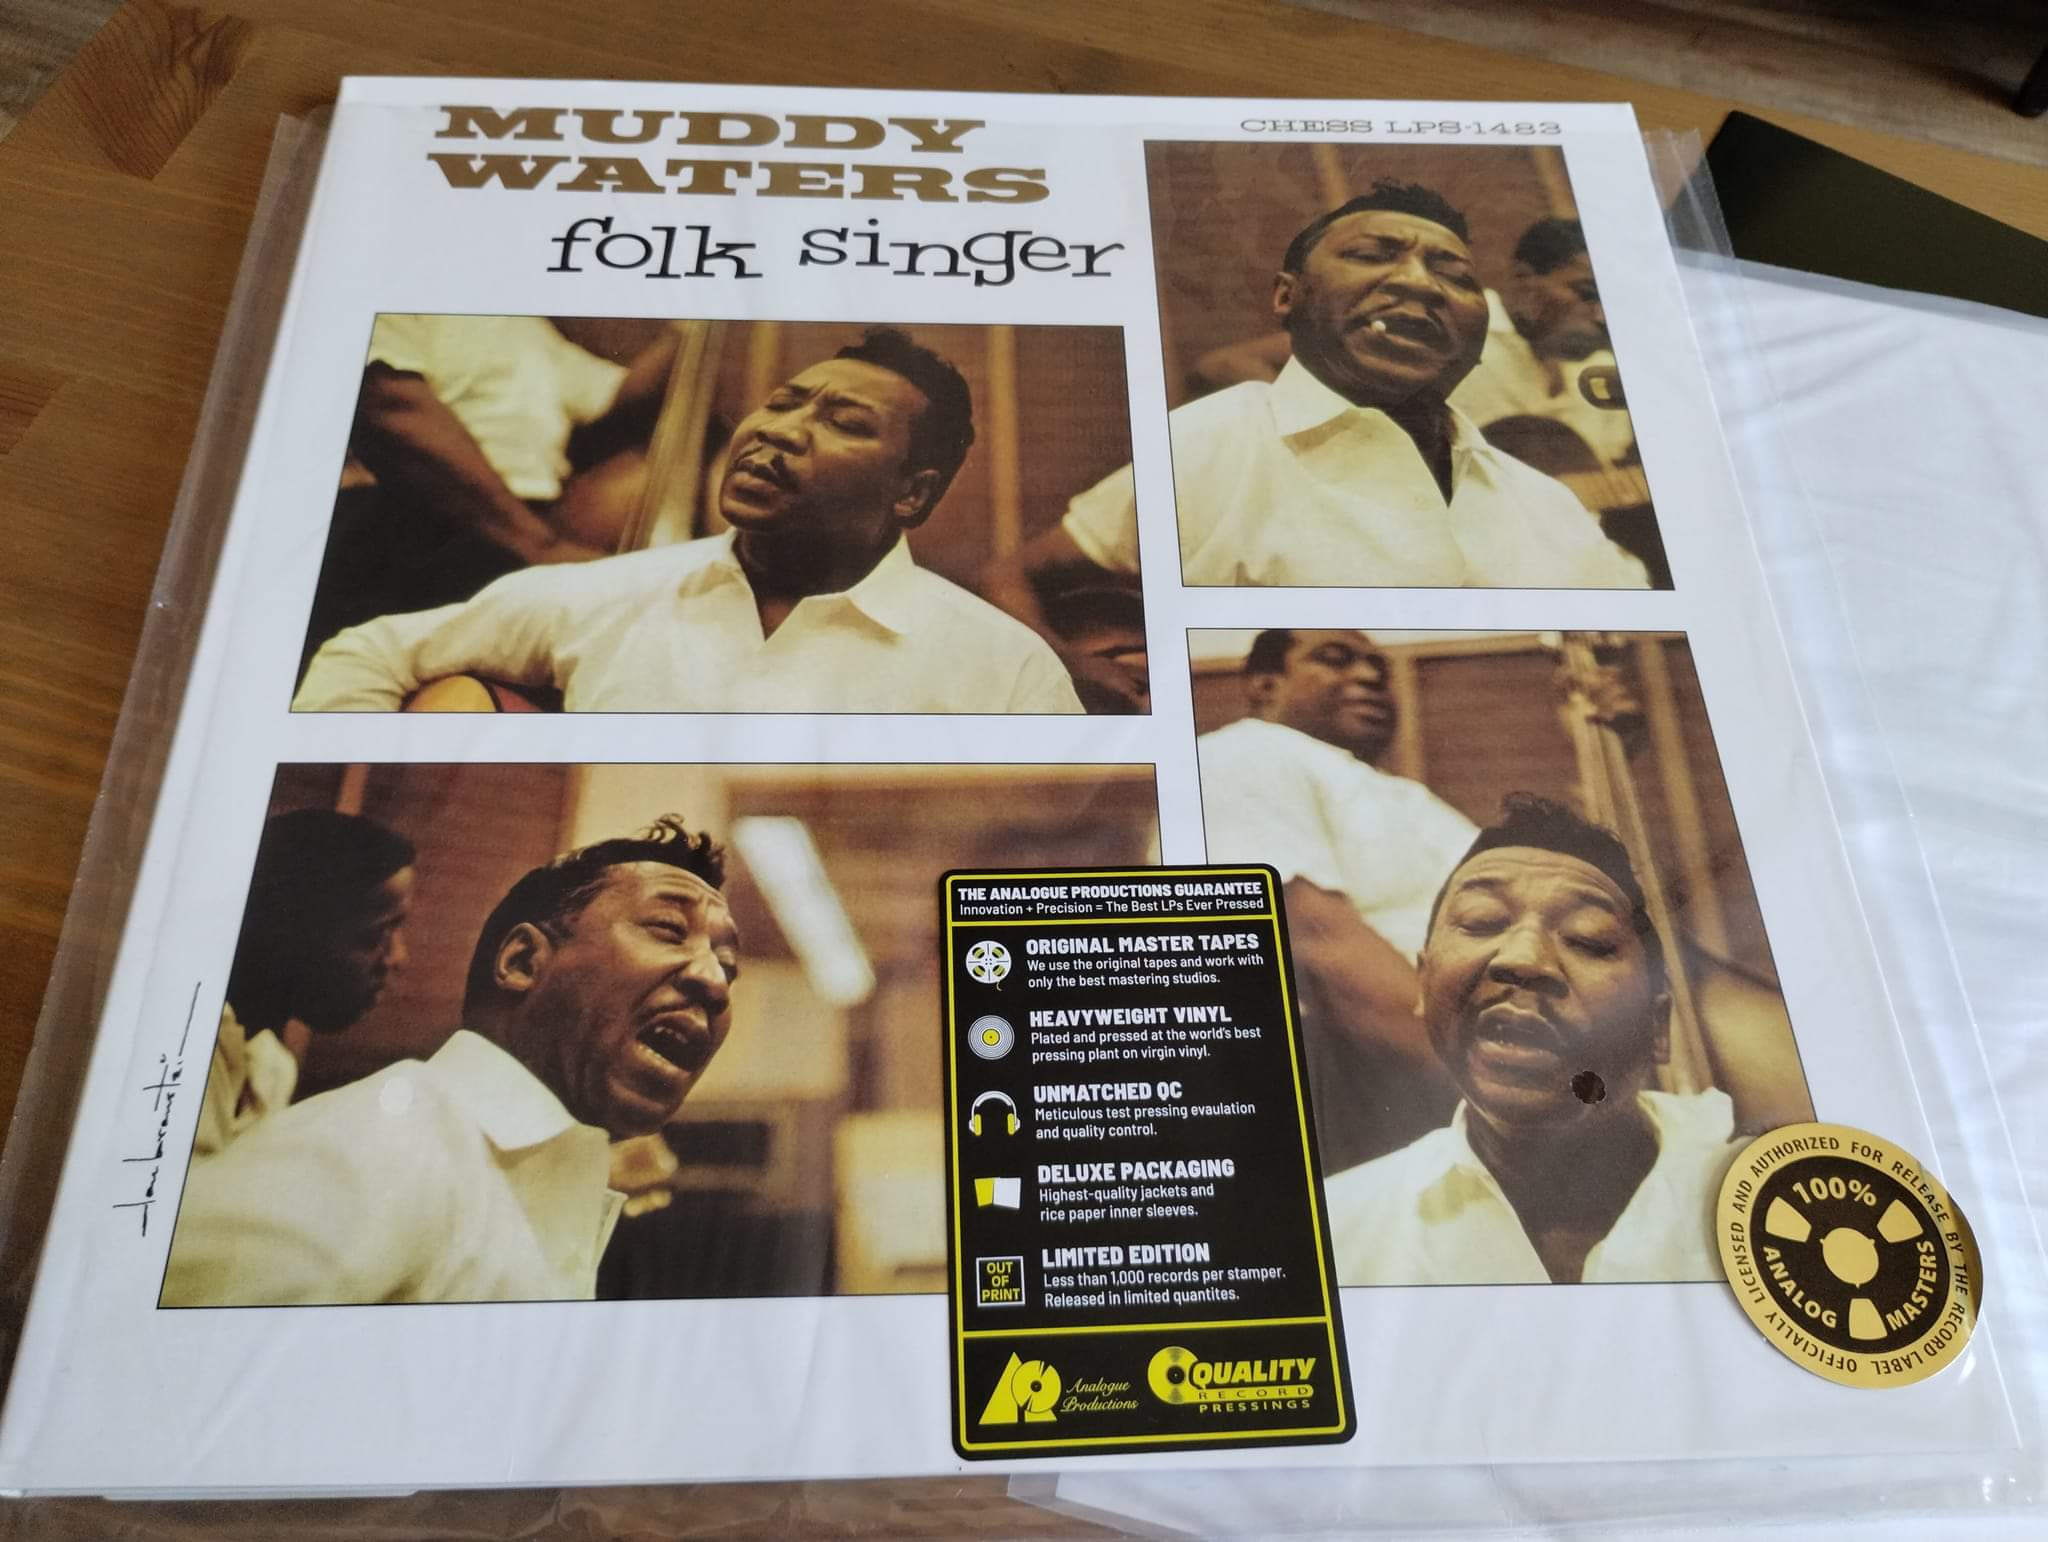 MUDDY
WATERS
folk singer
CHESS LPS-1483
THE ANALOGUE PRODUCTIONS GUARANTEE
Innovation + Precision = The Best LPs Ever Pressed
ORIGINAL MASTER TAPES
We use the original tapes and work with
only the best mastering studios.
HEAVYWEIGHT VINYL
Plated and pressed at the world's best
pressing plant on virgin vinyl.
UNMATCHED QC
Meticulous test pressing evaulation
and quality control.
DELUXE PACKAGING
Highest-quality jackets and
rice paper inner sleeves.
OUT
OF
PRINT
LIMITED EDITION
Less than 1,000 records per stamper.
Released in limited quantites.
Analogue
Productions
QUALITY
RECORD
PRESSINGS
OFFICIALLY LICENSED AND AUTHORIZED FOR RELEASE BY THE RECORD LABEL
100%
ANALOG
MASTERS